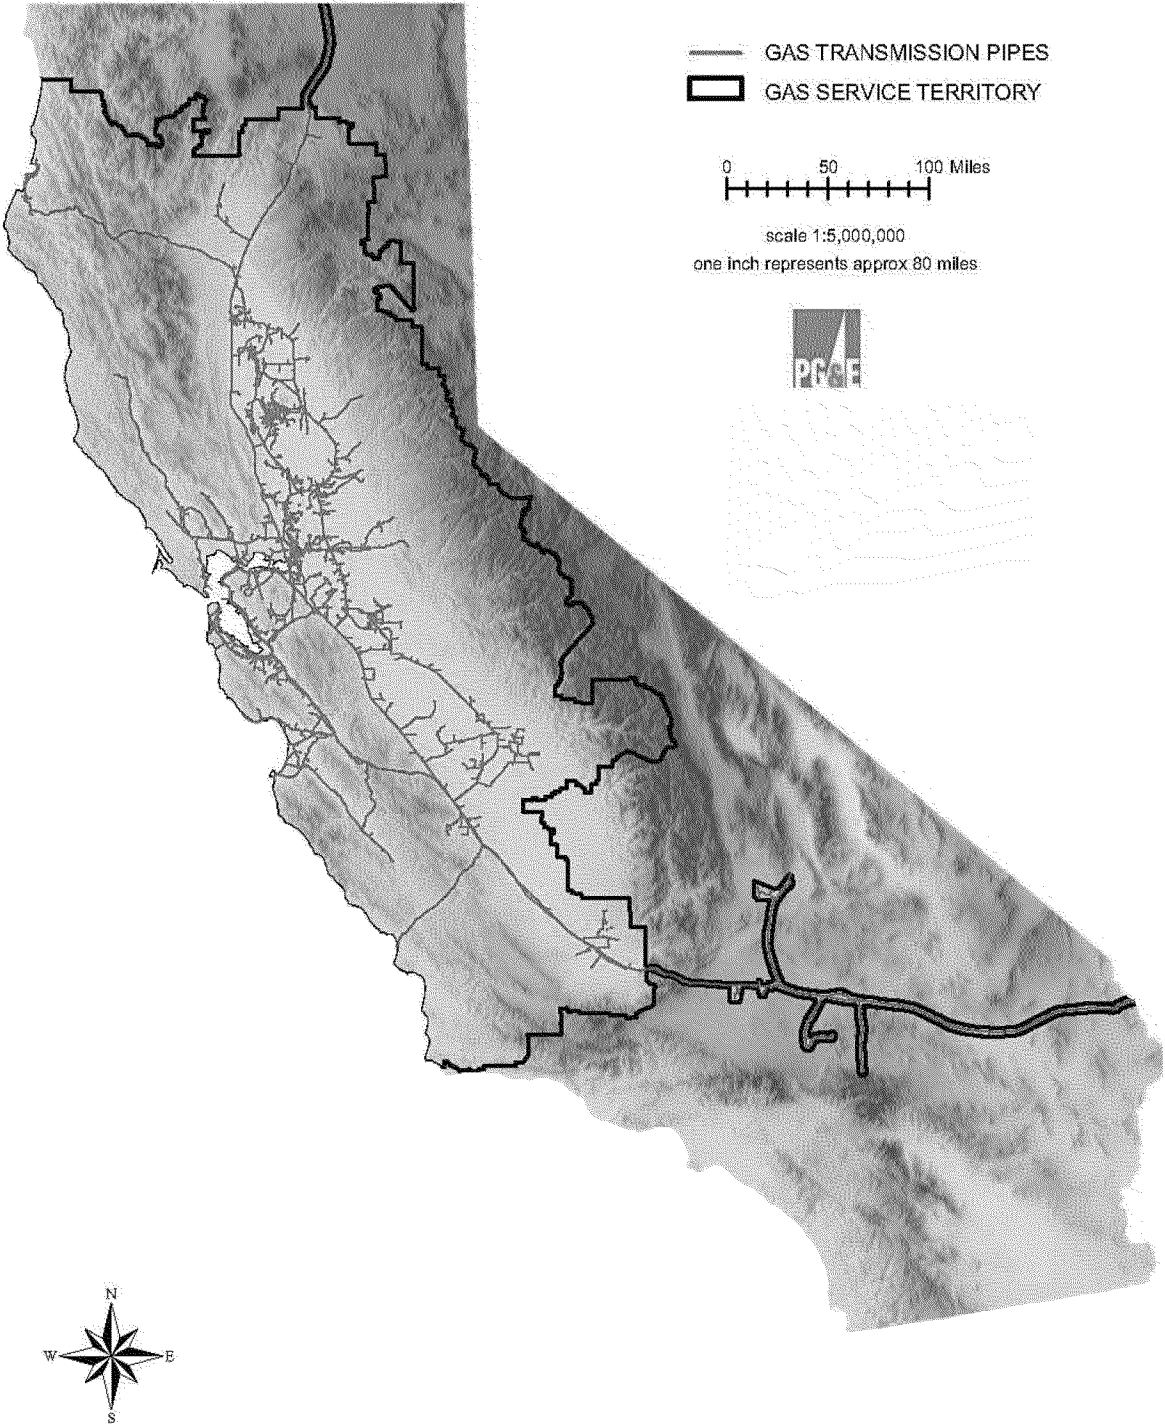 GAS TRANSMISSION PIPES
GAS SERVICE TERRITORY
0 50 100 Miles
scale 1:5,000,000
one inch represents approx 80 miles
PG&E
N
W E
S